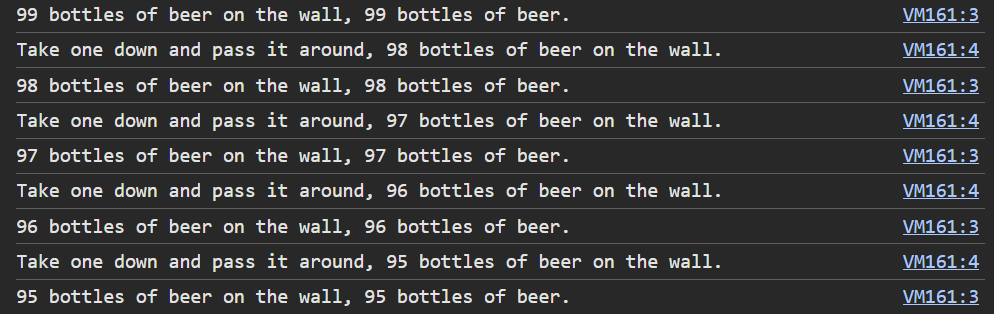 99 bottles of beer on the wall, 99 bottles of beer. VM161:3
Take one down and pass it around, 98 bottles of beer on the wall. VM161:4
98 bottles of beer on the wall, 98 bottles of beer. VM161:3
Take one down and pass it around, 97 bottles of beer on the wall. VM161:4
97 bottles of beer on the wall, 97 bottles of beer. VM161:3
Take one down and pass it around, 96 bottles of beer on the wall. VM161:4
96 bottles of beer on the wall, 96 bottles of beer. VM161:3
Take one down and pass it around, 95 bottles of beer on the wall. VM161:4
95 bottles of beer on the wall, 95 bottles of beer. VM161:3